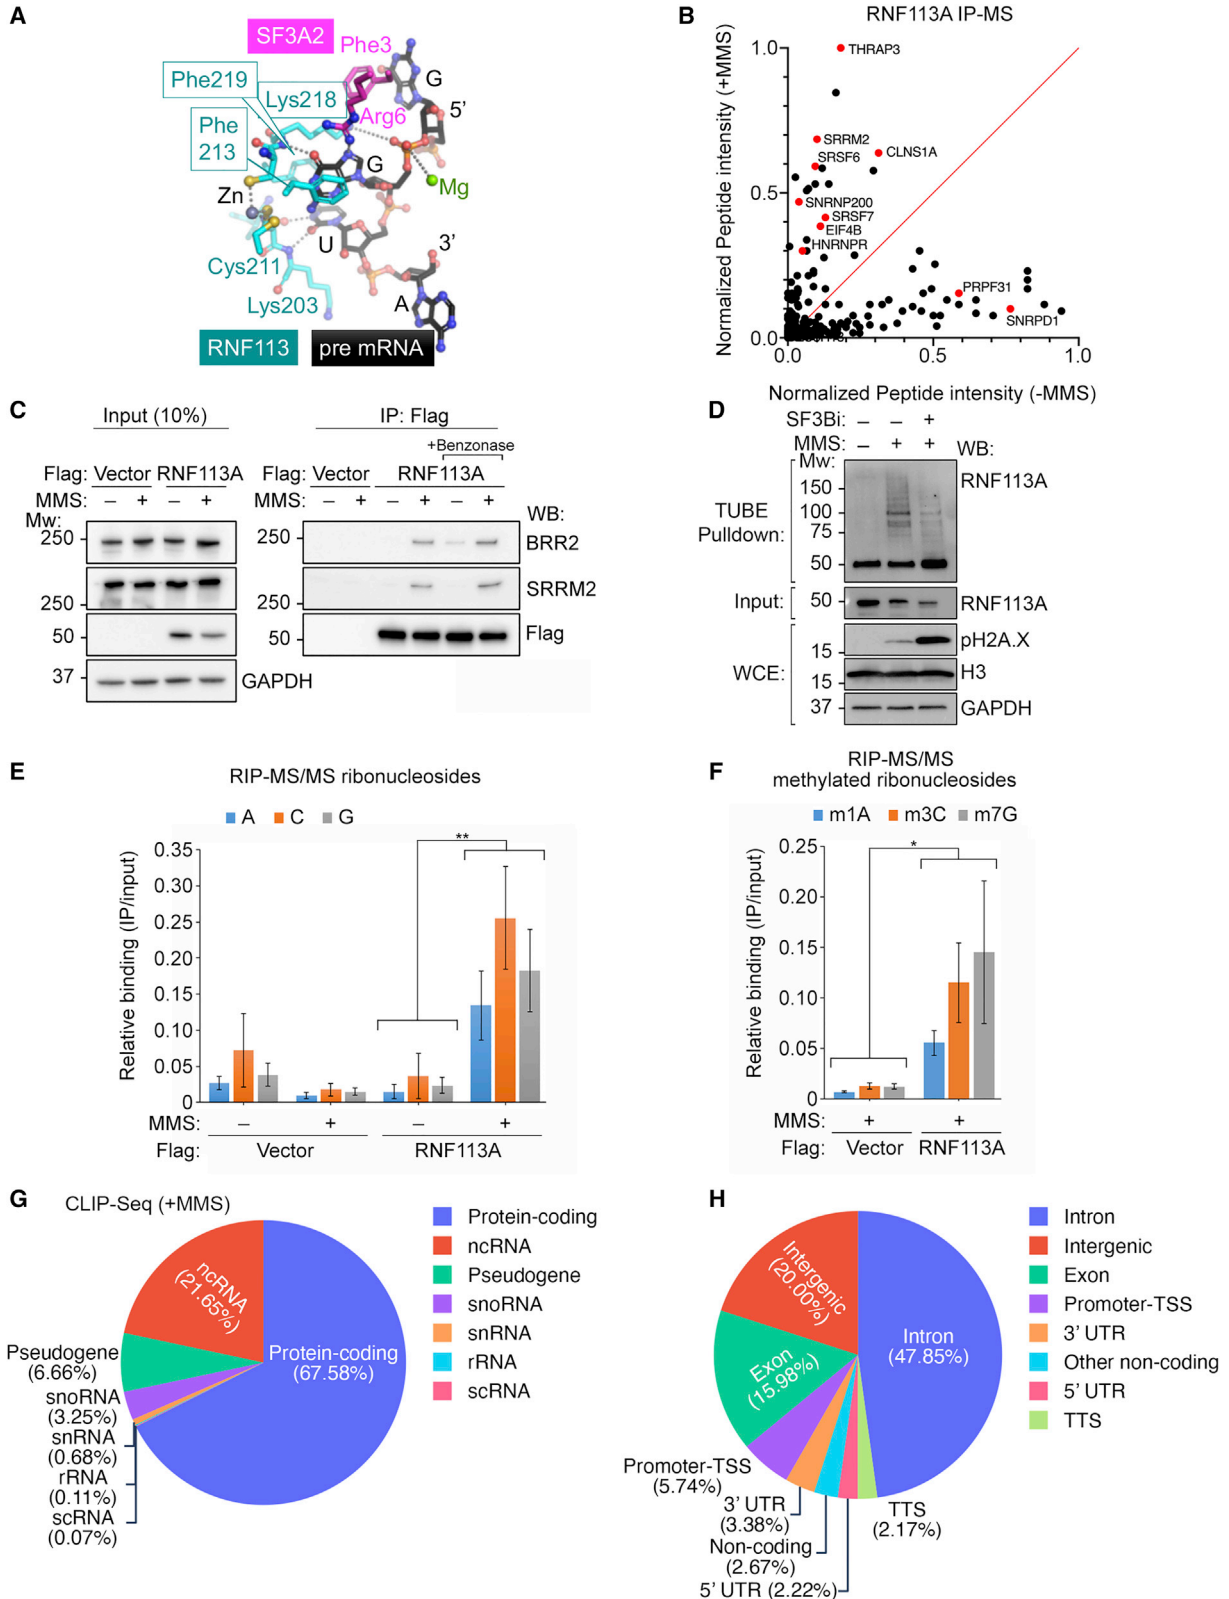 A
SF3A2
Phe3
Phe219
Lys218
Arg6
Phe
213
G
5’
G
Mg
Zn
U
3’
Cys211
Lys203
A
RNF113
pre mRNA
B
RNF113A IP-MS
Normalized Peptide intensity (+MMS)
1.0
0.5
0.0
THRAP3
SRRM2
CLNS1A
SRSF6
SNRNP200
SRSF7
EIF4B
HNRNPR
PRPF31
SNRPD1
0.0
0.5
1.0
Normalized Peptide intensity (-MMS)
C
Input (10%)
IP: Flag
+Benzonase
Flag: Vector RNF113A
Flag: Vector RNF113A
MMS: – + – +
MMS: – + – + – +
Mw:
WB:
250
250
BRR2
250
250
SRRM2
50
50
Flag
37
GAPDH
D
SF3Bi: – – +
MMS: – + +
WB:
Mw:
TUBE
Pulldown:
150
100
75
50
RNF113A
Input:
50
RNF113A
WCE:
15
pH2A.X
15
H3
37
GAPDH
E
RIP-MS/MS ribonucleosides
A C G
Relative binding (IP/input)
0.35
0.30
0.25
0.20
0.15
0.10
0.05
0
**
MMS: – + – +
Flag: Vector RNF113A
F
RIP-MS/MS
methylated ribonucleosides
m1A m3C m7G
Relative binding (IP/input)
0.25
0.20
0.15
0.10
0.05
0
*
MMS: + +
Flag: Vector RNF113A
G
CLIP-Seq (+MMS)
ncRNA
(21.65%)
Protein-coding
(67.58%)
Pseudogene
(6.66%)
snoRNA
(3.25%)
snRNA
(0.68%)
rRNA
(0.11%)
scRNA
(0.07%)
Protein-coding
ncRNA
Pseudogene
snoRNA
snRNA
rRNA
scRNA
H
Intergenic
(20.00%)
Intron
(47.85%)
Exon
(15.98%)
Promoter-TSS
(5.74%)
3’ UTR
(3.38%)
Non-coding
(2.67%)
5’ UTR (2.22%)
TTS
(2.17%)
Intron
Intergenic
Exon
Promoter-TSS
3’ UTR
Other non-coding
5’ UTR
TTS